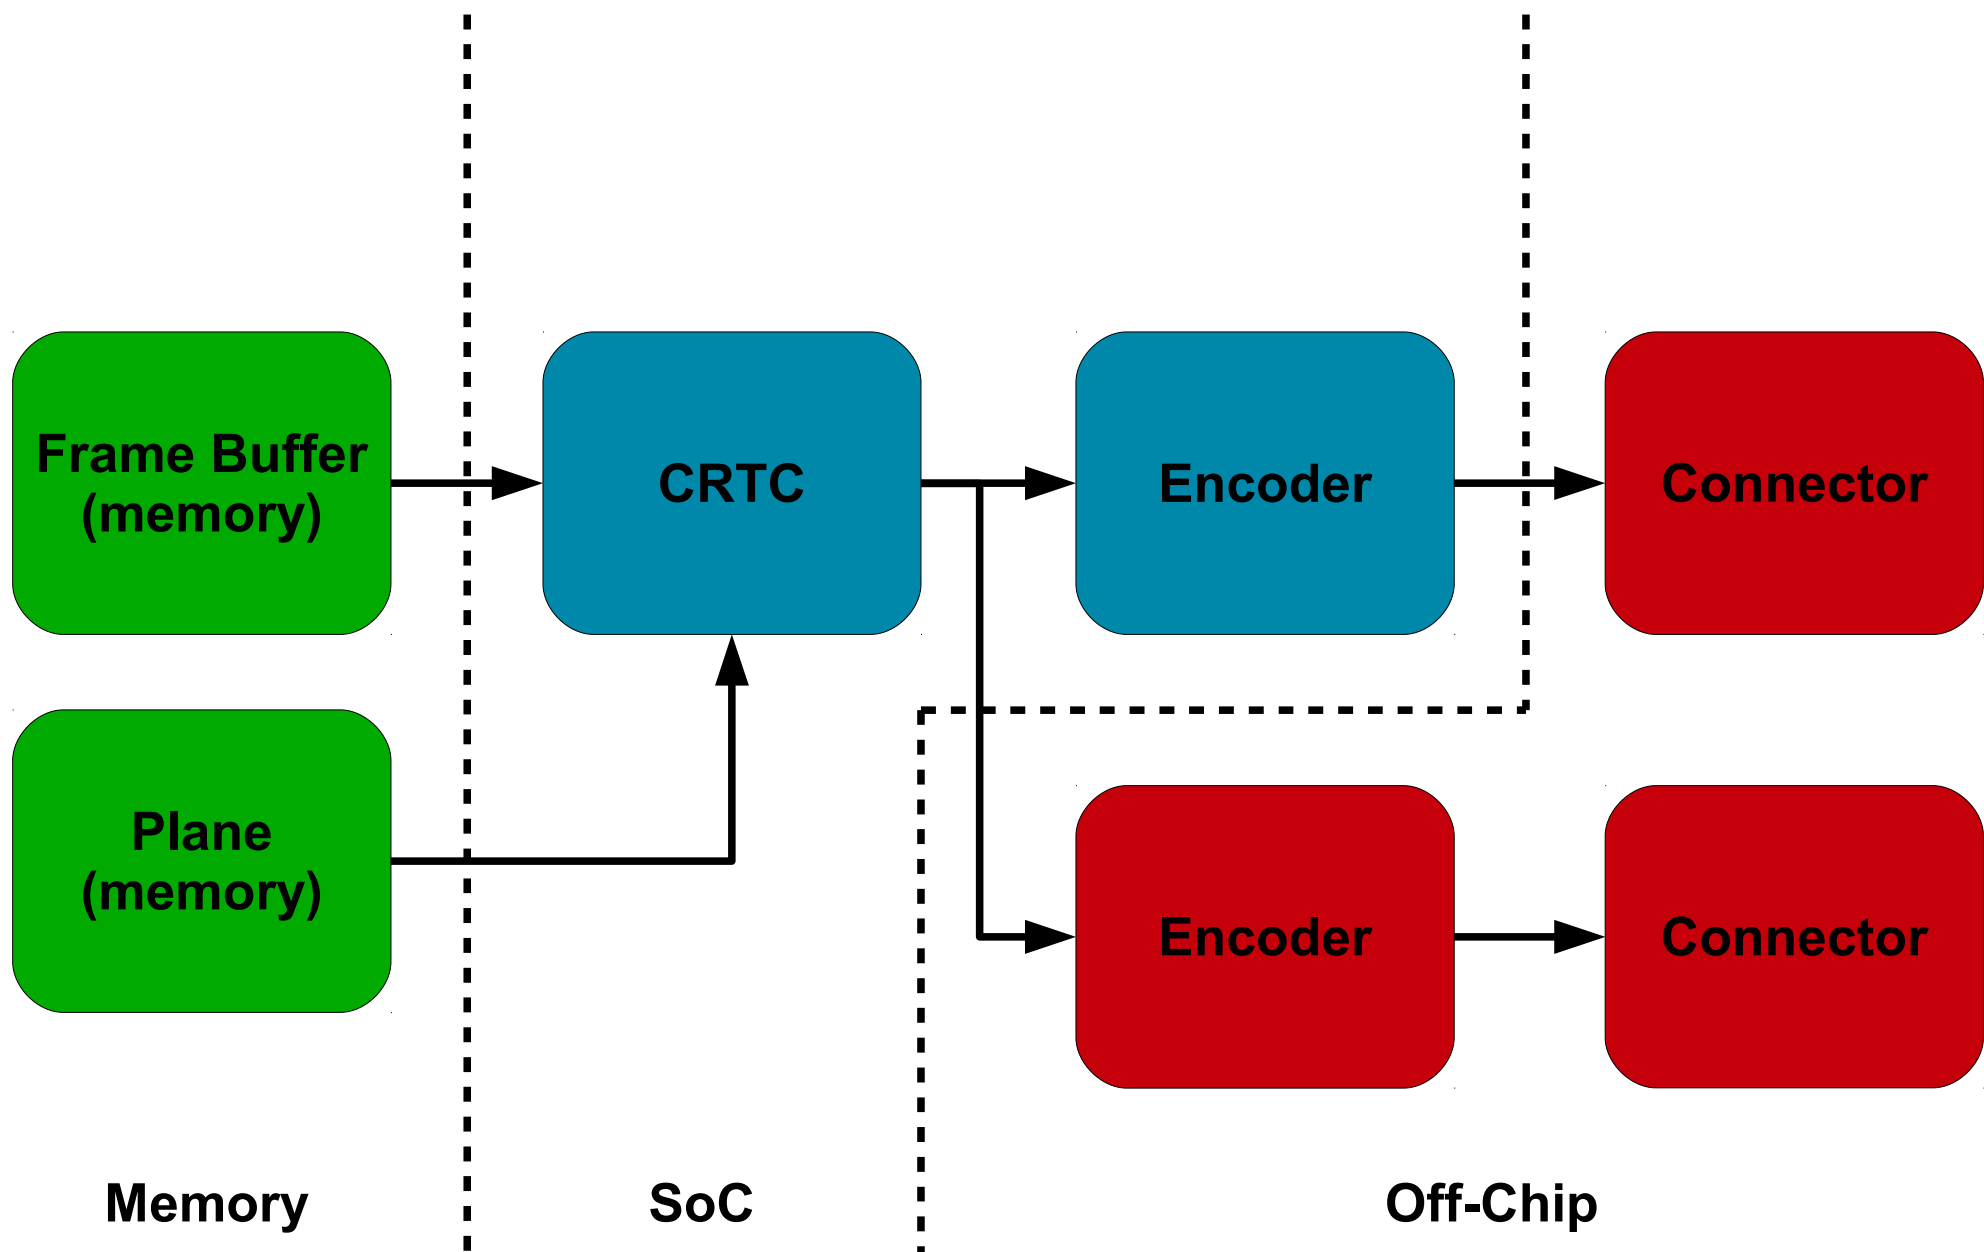 Frame Buffer
(memory)
CRTC
Encoder
Connector
Plane
(memory)
Encoder
Connector
Memory
SoC
Off-Chip